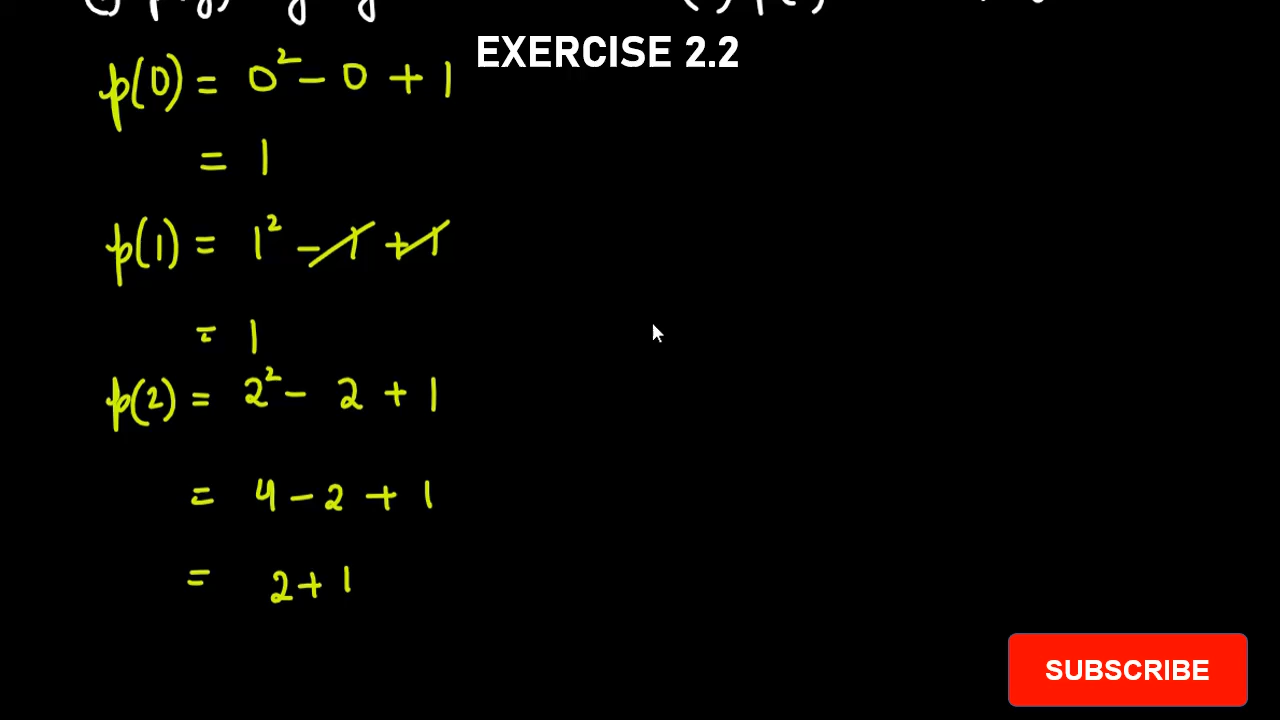 EXERCISE 2.2
p(0) = 0² - 0 + 1
= 1
p(1) = 1² - 1 + 1
= 1
p(2) = 2² - 2 + 1
= 4 - 2 + 1
= 2 + 1
SUBSCRIBE